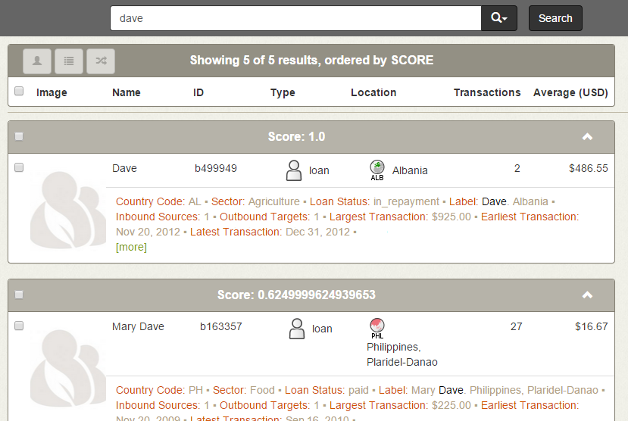 dave
Search
Showing 5 of 5 results, ordered by SCORE
Image Name ID Type Location Transactions Average (USD)
Score: 1.0
Dave b499949 loan ALB Albania 2 $486.55
Country Code: AL • Sector: Agriculture • Loan Status: in_repayment • Label: Dave, Albania •
Inbound Sources: 1 • Outbound Targets: 1 • Largest Transaction: $925.00 • Earliest Transaction:
Nov 20, 2012 • Latest Transaction: Dec 31, 2012 •
[more]
Score: 0.6249999624939653
Mary Dave b163357 loan PHL 27 $16.67
Philippines,
Plaridel-Danao
Country Code: PH • Sector: Food • Loan Status: paid • Label: Mary Dave, Philippines, Plaridel-Danao •
Inbound Sources: 1 • Outbound Targets: 1 • Largest Transaction: $225.00 • Earliest Transaction:
Nov 20, 2009 • Latest Transaction: Sep 16, 2010 •